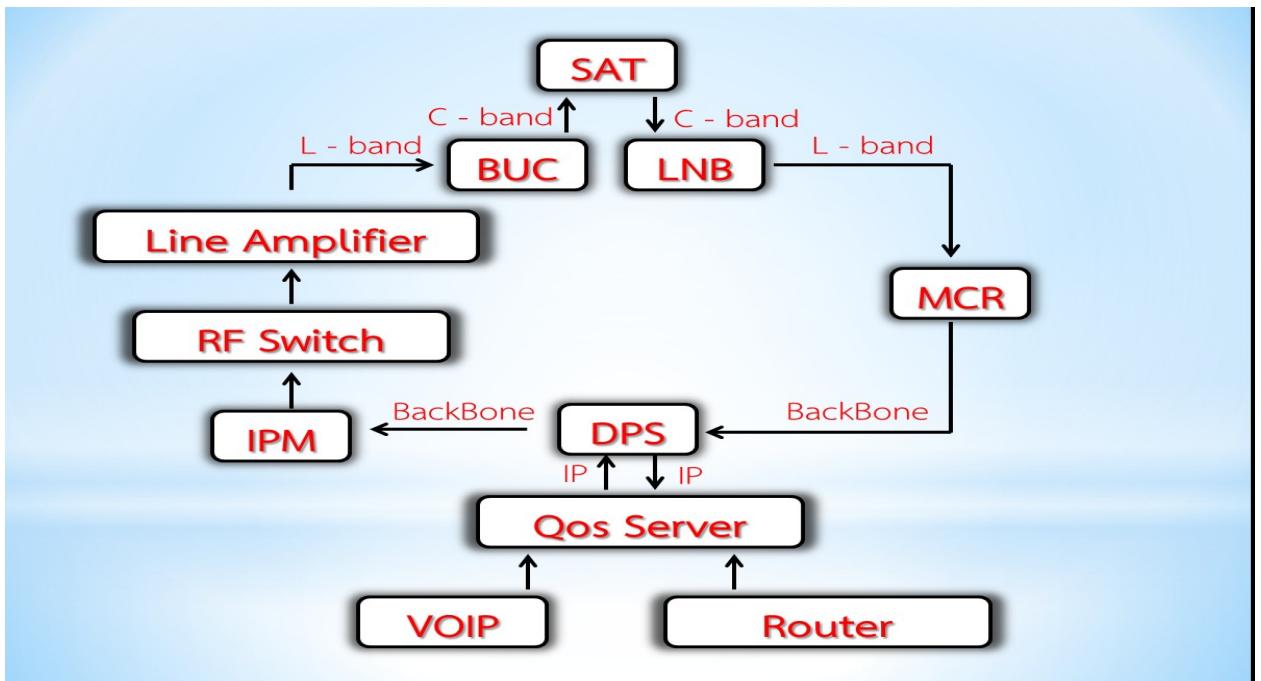 SAT
C - band
C - band
L - band
BUC
LNB
L - band
Line Amplifier
MCR
RF Switch
BackBone
BackBone
IPM
DPS
IP
IP
Qos Server
VOIP
Router